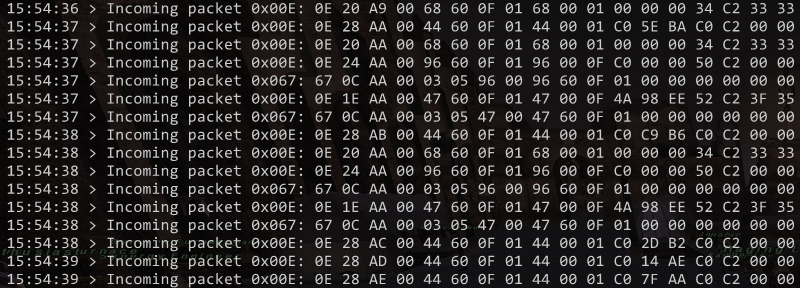 15:54:36 > Incoming packet 0x00E: 0E 20 A9 00 68 60 0F 01 68 00 01 00 00 00 34 C2 33 33
15:54:37 > Incoming packet 0x00E: 0E 28 AA 00 44 60 0F 01 44 00 01 C0 5E BA C0 C2 00 00
15:54:37 > Incoming packet 0x00E: 0E 20 AA 00 68 60 0F 01 68 00 01 00 00 00 34 C2 33 33
15:54:37 > Incoming packet 0x00E: 0E 24 AA 00 96 60 0F 01 96 00 0F C0 00 00 50 C2 00 00
15:54:37 > Incoming packet 0x067: 67 0C AA 00 03 05 96 00 96 60 0F 01 00 00 00 00 00 00
15:54:37 > Incoming packet 0x00E: 0E 1E AA 00 47 60 0F 01 47 00 0F 4A 98 EE 52 C2 3F 35
15:54:37 > Incoming packet 0x067: 67 0C AA 00 03 05 47 00 47 60 0F 01 00 00 00 00 00 00
15:54:38 > Incoming packet 0x00E: 0E 28 AB 00 44 60 0F 01 44 00 01 C0 C9 B6 C0 C2 00 00
15:54:38 > Incoming packet 0x00E: 0E 20 AA 00 68 60 0F 01 68 00 01 00 00 00 34 C2 33 33
15:54:38 > Incoming packet 0x00E: 0E 24 AA 00 96 60 0F 01 96 00 0F C0 00 00 50 C2 00 00
15:54:38 > Incoming packet 0x067: 67 0C AA 00 03 05 96 00 96 60 0F 01 00 00 00 00 00 00
15:54:38 > Incoming packet 0x00E: 0E 1E AA 00 47 60 0F 01 47 00 0F 4A 98 EE 52 C2 3F 35
15:54:38 > Incoming packet 0x067: 67 0C AA 00 03 05 47 00 47 60 0F 01 00 00 00 00 00 00
15:54:38 > Incoming packet 0x00E: 0E 28 AC 00 44 60 0F 01 44 00 01 C0 2D B2 C0 C2 00 00
15:54:39 > Incoming packet 0x00E: 0E 28 AD 00 44 60 0F 01 44 00 01 C0 14 AE C0 C2 00 00
15:54:39 > Incoming packet 0x00E: 0E 28 AE 00 44 60 0F 01 44 00 01 C0 7F AA C0 C2 00 00